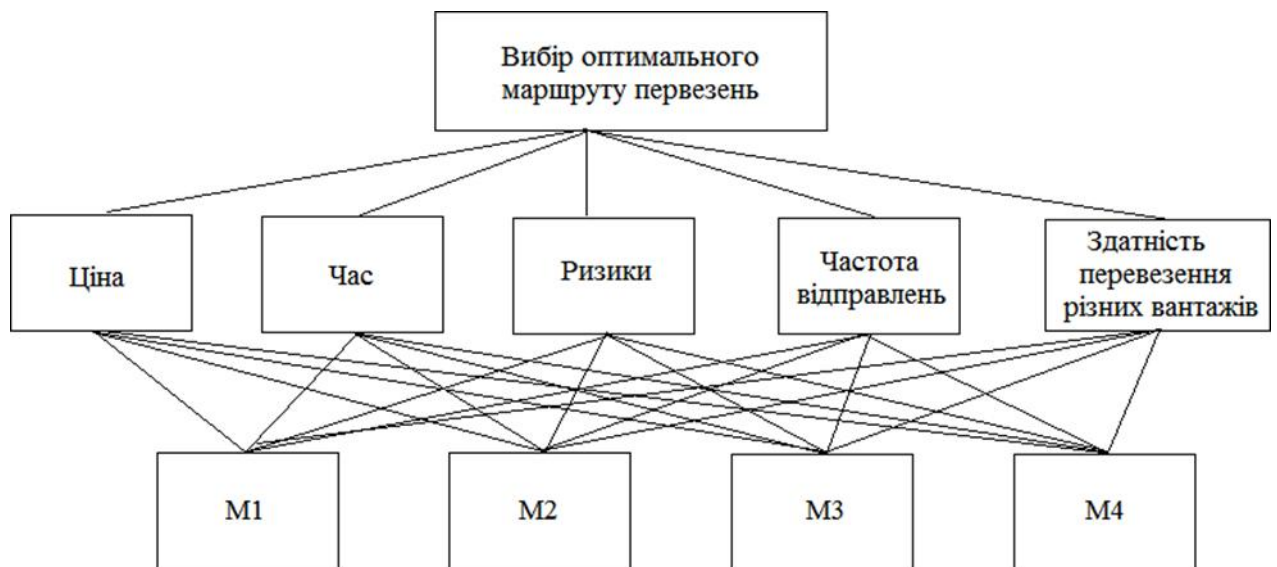 Вибір оптимального
маршруту первезень
Ціна
Час
Ризики
Частота
відправлень
Здатність
перевезення
різних вантажів
М1
М2
М3
М4